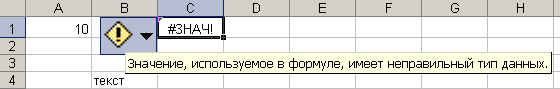 A B C D E F G H
1 10 #ЗНАЧ!
2
3 Значение, используемое в формуле, имеет неправильный тип данных.
4 текст